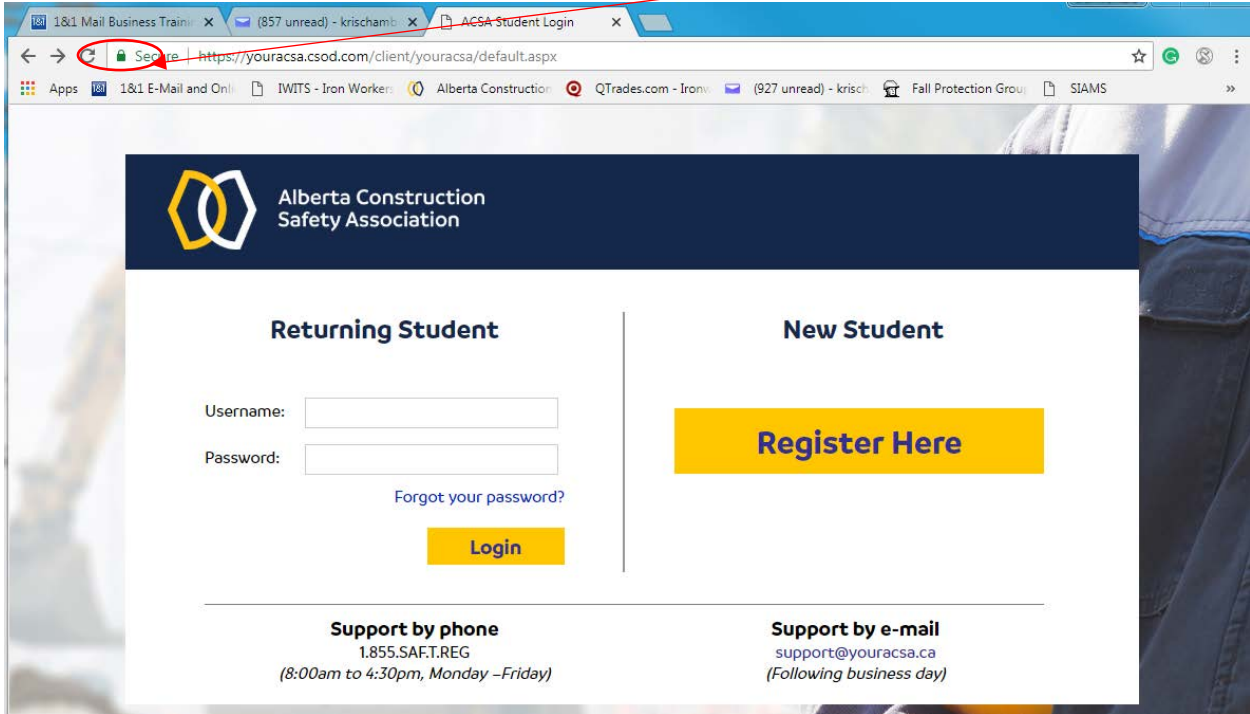 1&1 Mail Business Trainin
(857 unread) - krischamb
ACSA Student Login
Secure | https://youracsa.csod.com/client/youracsa/default.aspx
Apps 1&1 E-Mail and Onli IWITS - Iron Workers Alberta Construction QTrades.com - Ironw (927 unread) - krisch Fall Protection Group SIAMS »
Alberta Construction
Safety Association
Returning Student
Username:
Password:
Forgot your password?
Login
New Student
Register Here
Support by phone
1.855.SAF.T.REG
(8:00am to 4:30pm, Monday –Friday)
Support by e-mail
support@youracsa.ca
(Following business day)